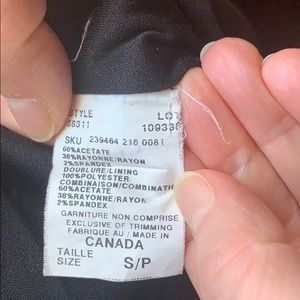 STYLE LOT
68311 109336
SKU 239464 216 0081
60%ACETATE
38%RAYONNE/RAYON
2%SPANDEX
DOUBLURE/LINING
100%POLYESTER
COMBINAISON/COMBINATIC
60%ACETATE
38%RAYONNE/RAYON
2%SPANDEX
GARNITURE NON COMPRISE
EXCLUSIVE OF TRIMMING
FABRIQUE AU / MADE IN
CANADA
TAILLE
SIZE S/P